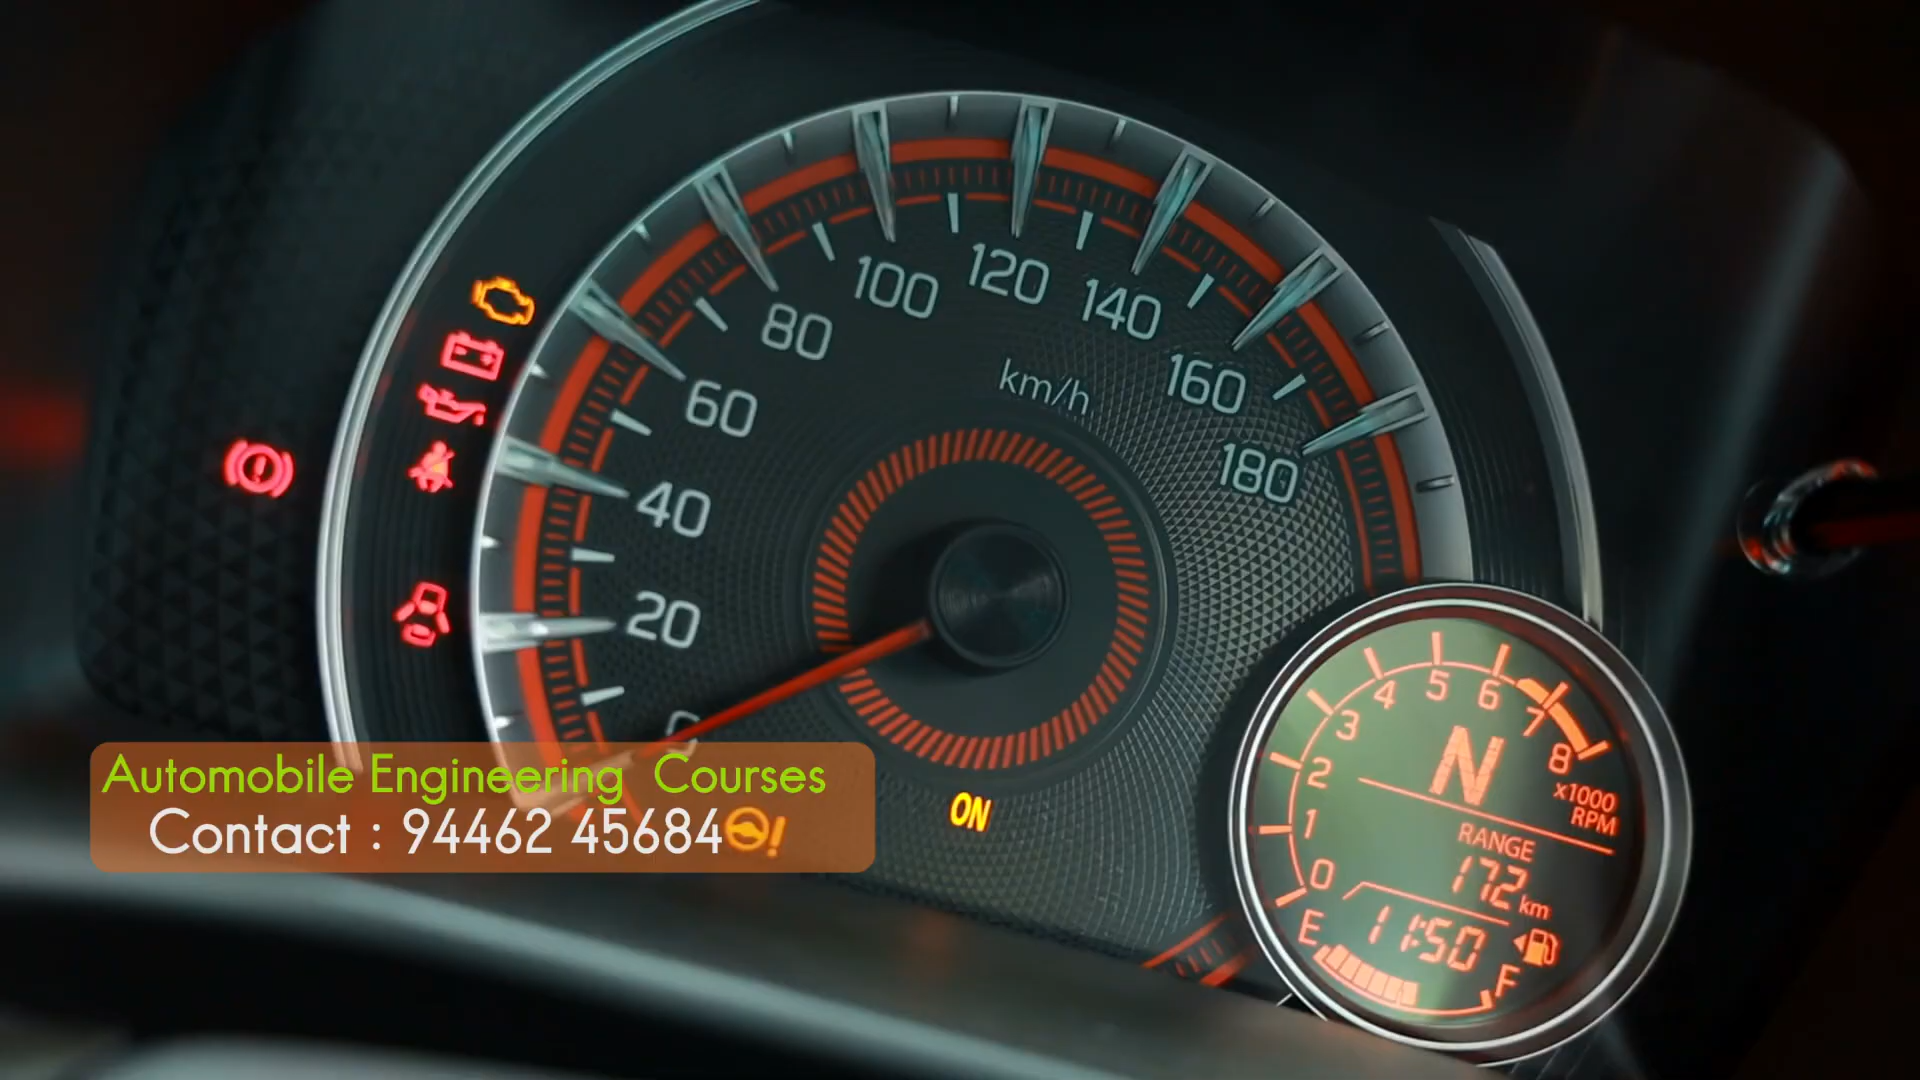 0
20
40
60
80
100
120
140
160
180
km/h
ON
0
1
2
3
4
5
6
7
8
x1000
RPM
N
RANGE
172 km
11:50
E
F
Automobile Engineering Courses
Contact : 94462 45684